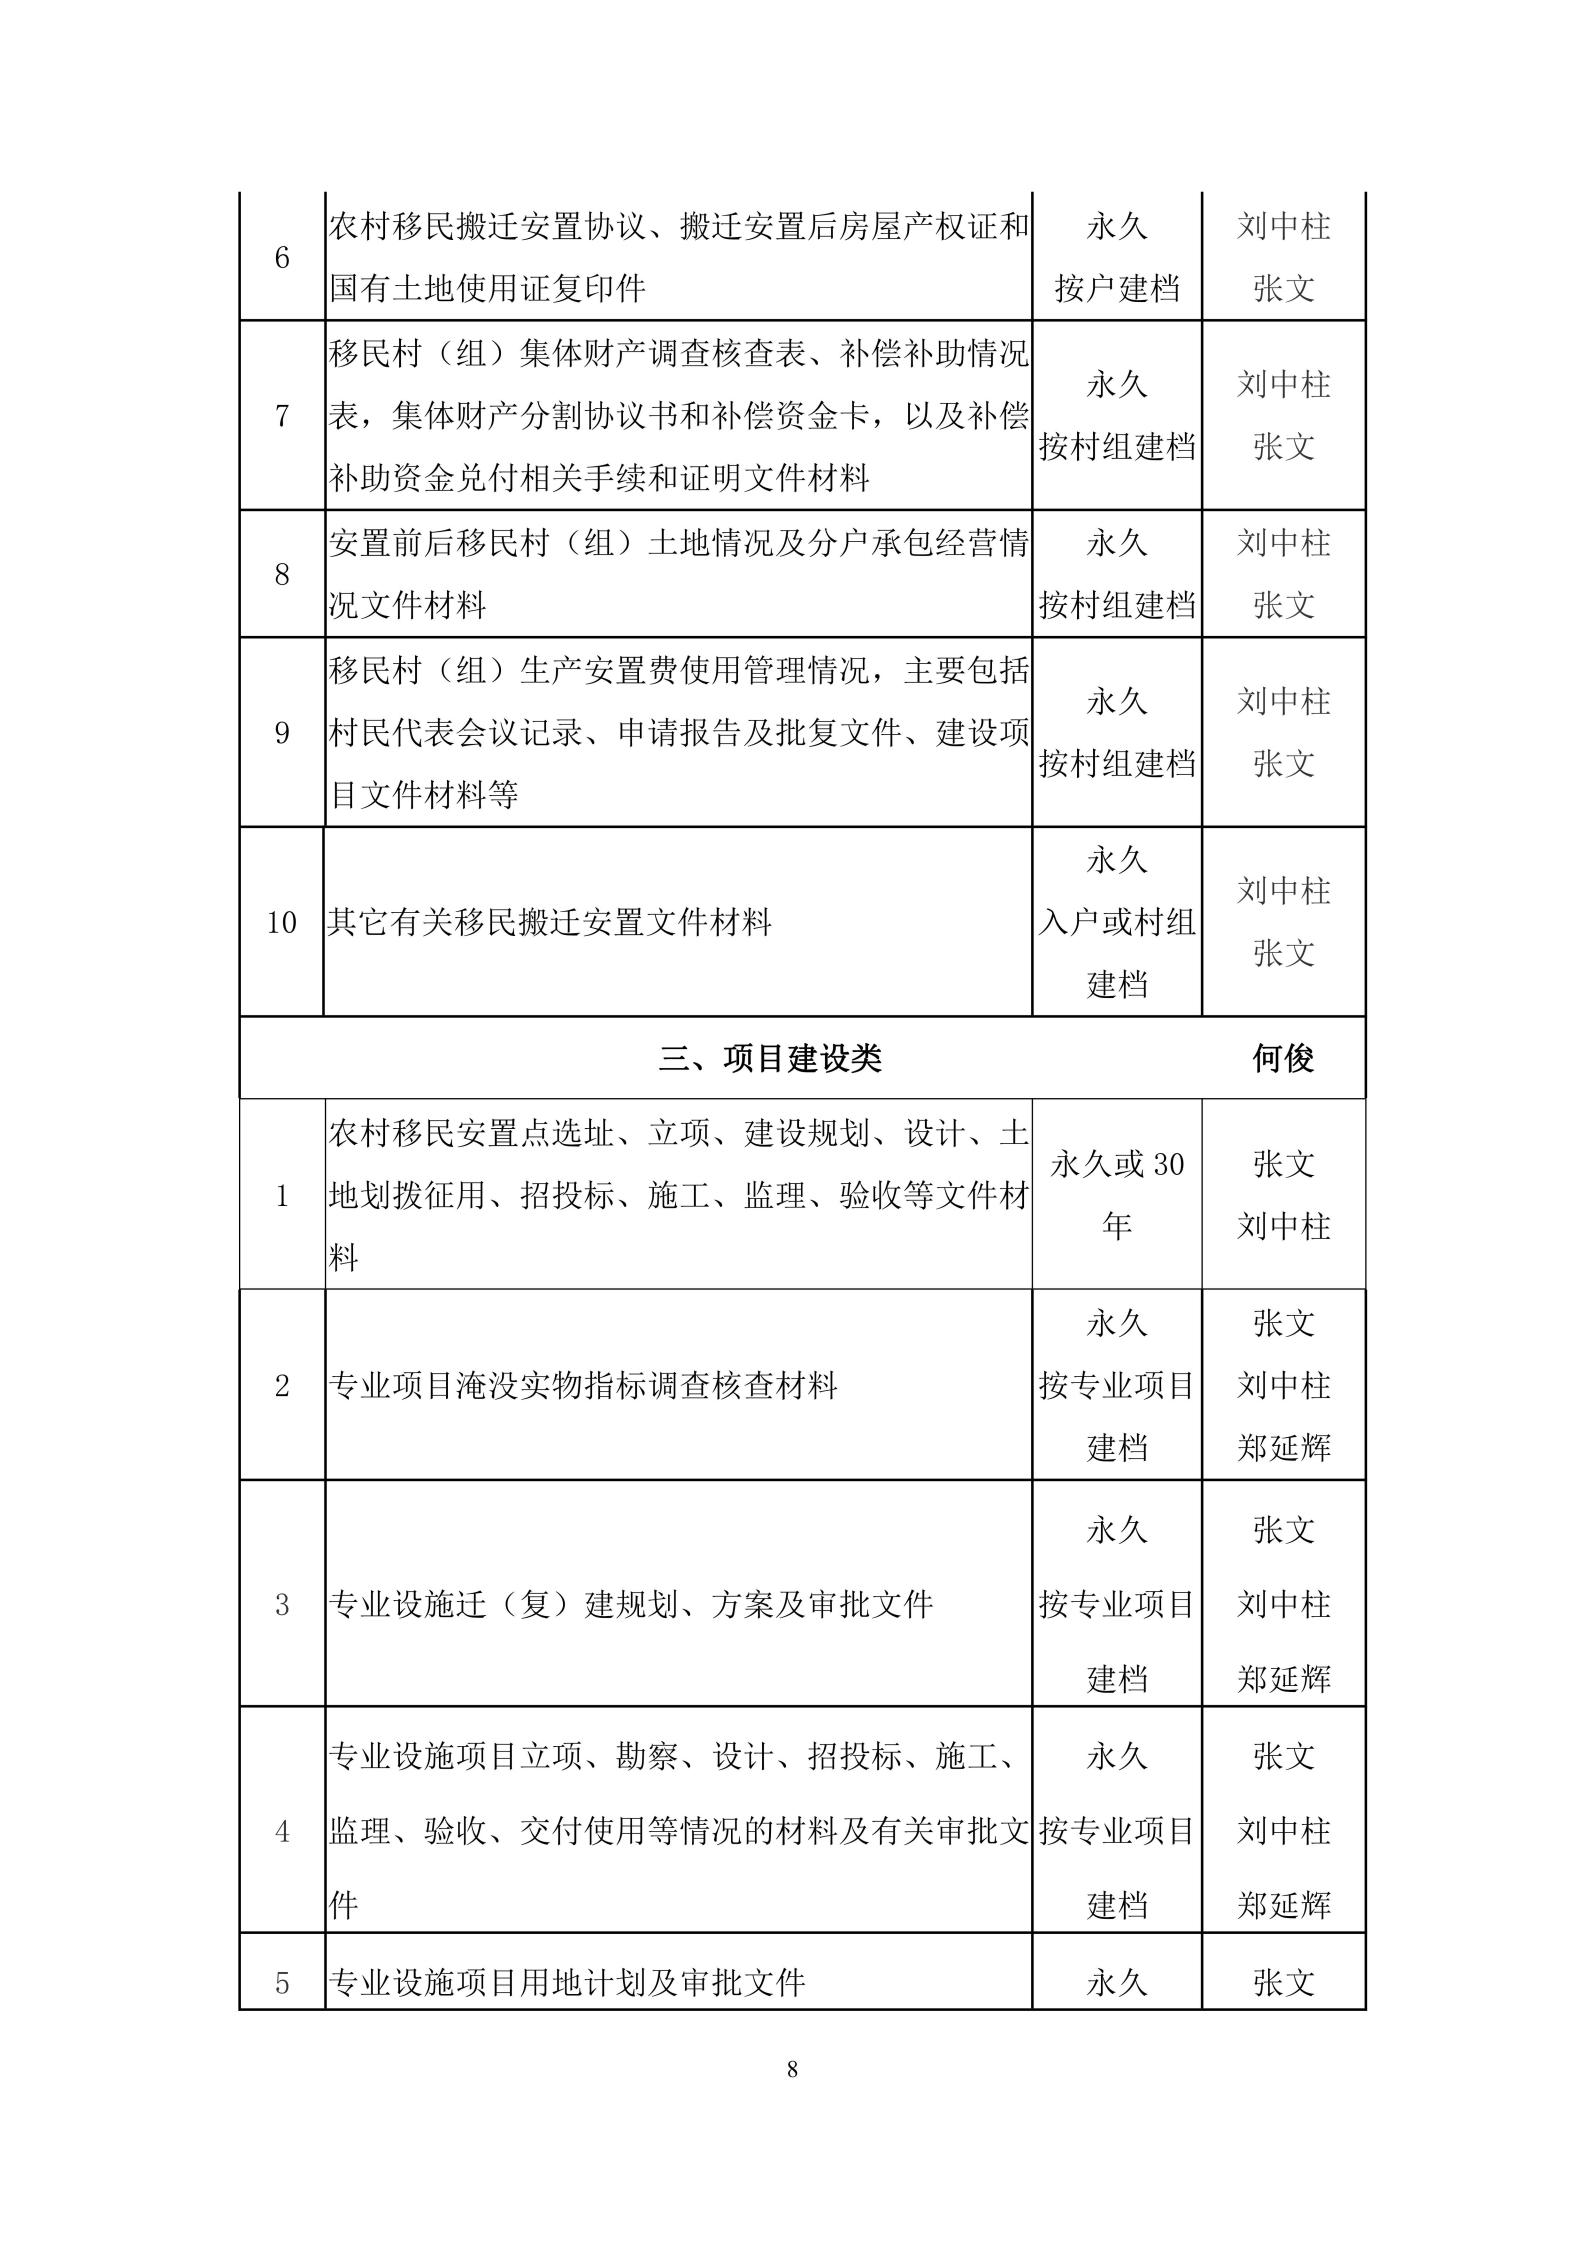 6
农村移民搬迁安置协议、搬迁安置后房屋产权证和
国有土地使用证复印件
永久
按户建档
刘中柱
张文
7
移民村（组）集体财产调查核查表、补偿补助情况
表，集体财产分割协议书和补偿资金卡，以及补偿
补助资金兑付相关手续和证明文件材料
永久
按村组建档
刘中柱
张文
8
安置前后移民村（组）土地情况及分户承包经营情
况文件材料
永久
按村组建档
刘中柱
张文
9
移民村（组）生产安置费使用管理情况，主要包括
村民代表会议记录、申请报告及批复文件、建设项
目文件材料等
永久
按村组建档
刘中柱
张文
10
其它有关移民搬迁安置文件材料
永久
入户或村组
建档
刘中柱
张文
三、项目建设类 何俊
1
农村移民安置点选址、立项、建设规划、设计、土
地划拨征用、招投标、施工、监理、验收等文件材
料
永久或 30
年
张文
刘中柱
2
专业项目淹没实物指标调查核查材料
永久
按专业项目
建档
张文
刘中柱
郑延辉
3
专业设施迁（复）建规划、方案及审批文件
永久
按专业项目
建档
张文
刘中柱
郑延辉
4
专业设施项目立项、勘察、设计、招投标、施工、
监理、验收、交付使用等情况的材料及有关审批文
件
永久
按专业项目
建档
张文
刘中柱
郑延辉
5
专业设施项目用地计划及审批文件
永久
张文
8